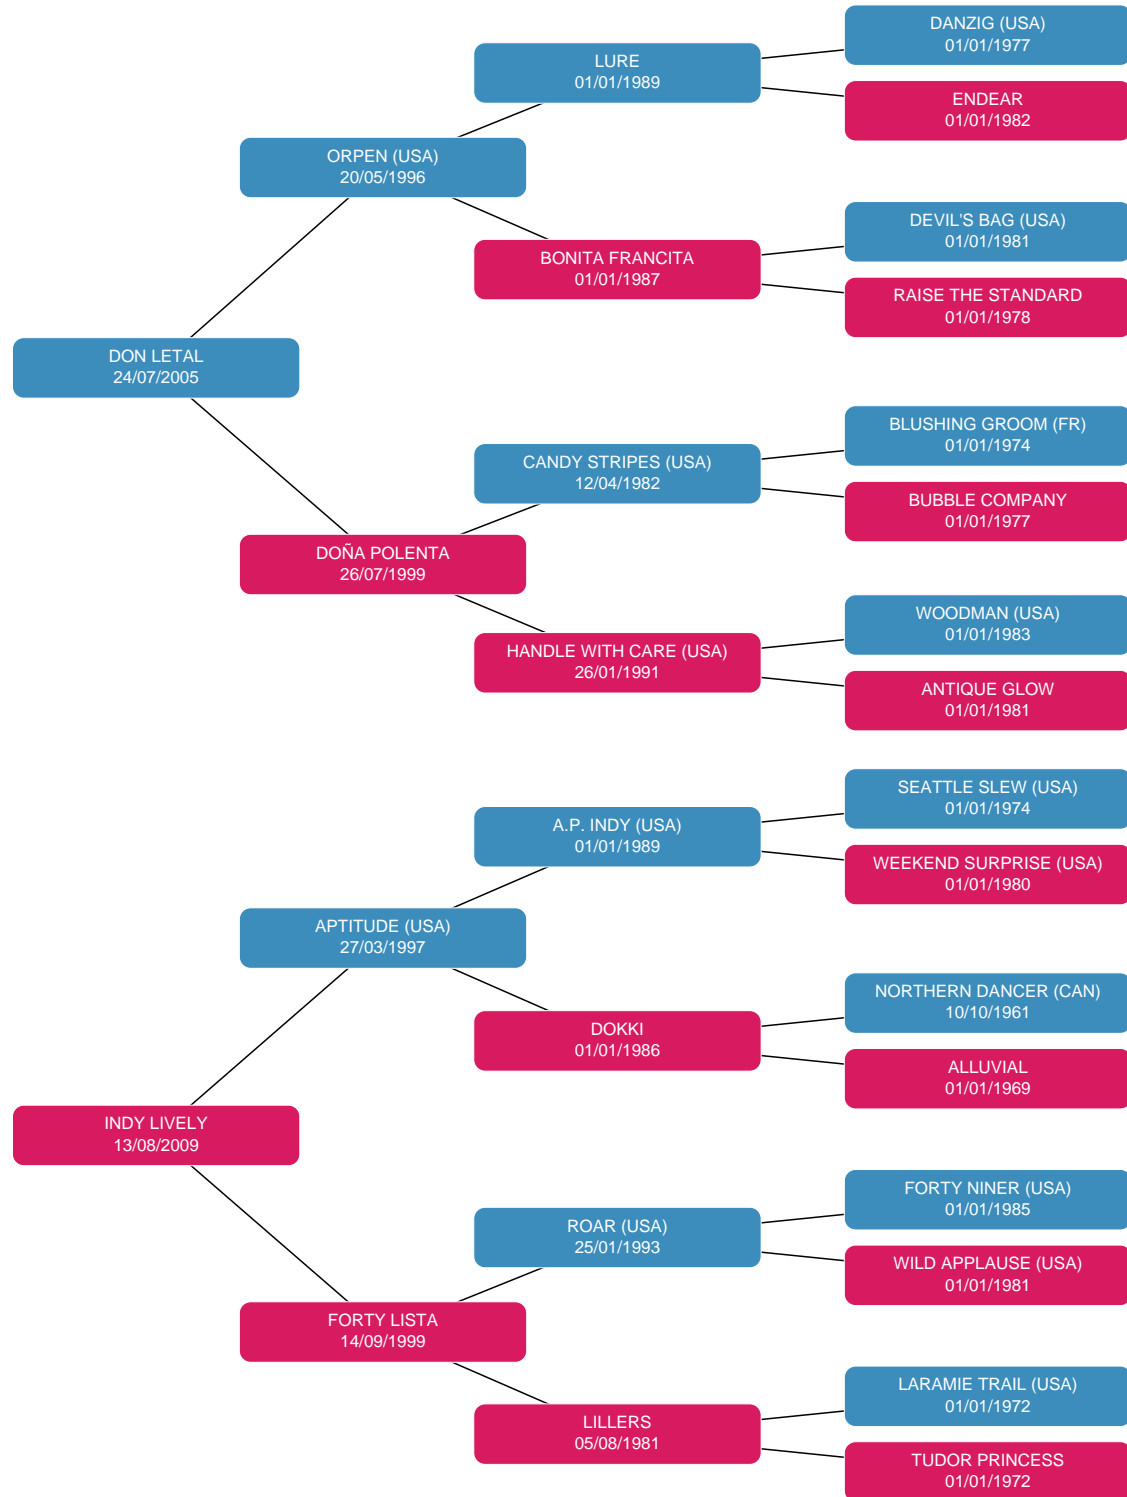 DANZIG (USA)
01/01/1977
LURE
01/01/1989
ENDEAR
01/01/1982
ORPEN (USA)
20/05/1996
DEVIL'S BAG (USA)
01/01/1981
BONITA FRANCITA
01/01/1987
RAISE THE STANDARD
01/01/1978
DON LETAL
24/07/2005
BLUSHING GROOM (FR)
01/01/1974
CANDY STRIPES (USA)
12/04/1982
BUBBLE COMPANY
01/01/1977
DOÑA POLENTA
26/07/1999
WOODMAN (USA)
01/01/1983
HANDLE WITH CARE (USA)
26/01/1991
ANTIQUE GLOW
01/01/1981
SEATTLE SLEW (USA)
01/01/1974
A.P. INDY (USA)
01/01/1989
WEEKEND SURPRISE (USA)
01/01/1980
APTITUDE (USA)
27/03/1997
NORTHERN DANCER (CAN)
10/10/1961
DOKKI
01/01/1986
ALLUVIAL
01/01/1969
INDY LIVELY
13/08/2009
FORTY NINER (USA)
01/01/1985
ROAR (USA)
25/01/1993
WILD APPLAUSE (USA)
01/01/1981
FORTY LISTA
14/09/1999
LARAMIE TRAIL (USA)
01/01/1972
LILLERS
05/08/1981
TUDOR PRINCESS
01/01/1972